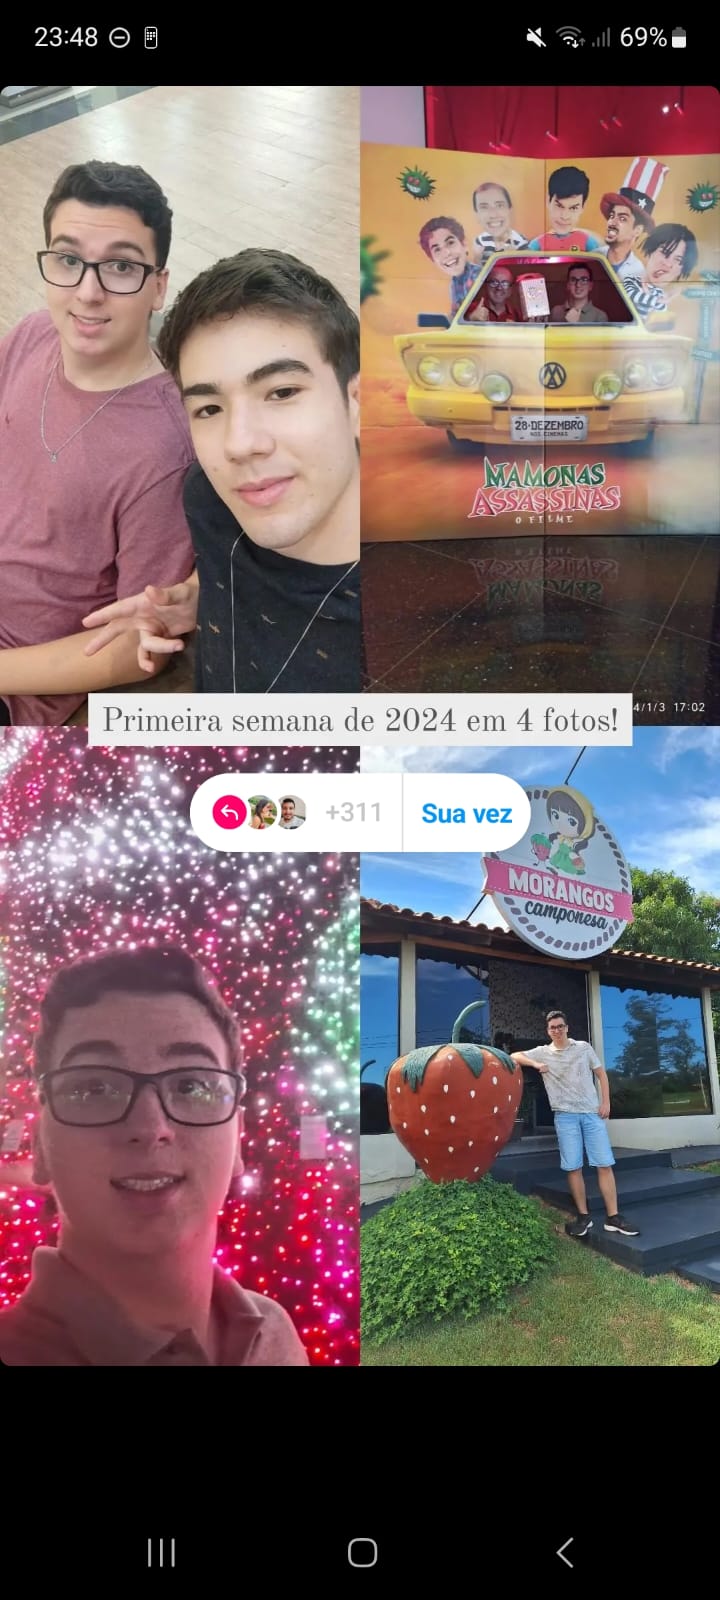 23:48
69%
28•DEZEMBRO
NOS CINEMAS
MAMONAS
ASSASSINAS
O FILME
4/1/3 17:02
Primeira semana de 2024 em 4 fotos!
+311
Sua vez
MORANGOS
camponesa